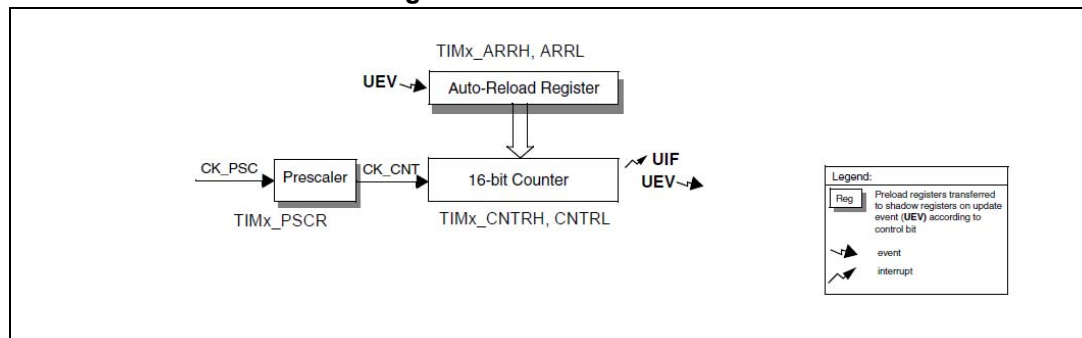 TIMx_ARRH, ARRL
UEV
Auto-Reload Register
CK_PSC
Prescaler
CK_CNT
16-bit Counter
UIF
UEV
TIMx_PSCR
TIMx_CNTRH, CNTRL
Legend:
Reg
Preload registers transferred
to shadow registers on update
event (UEV) according to
control bit
event
interrupt